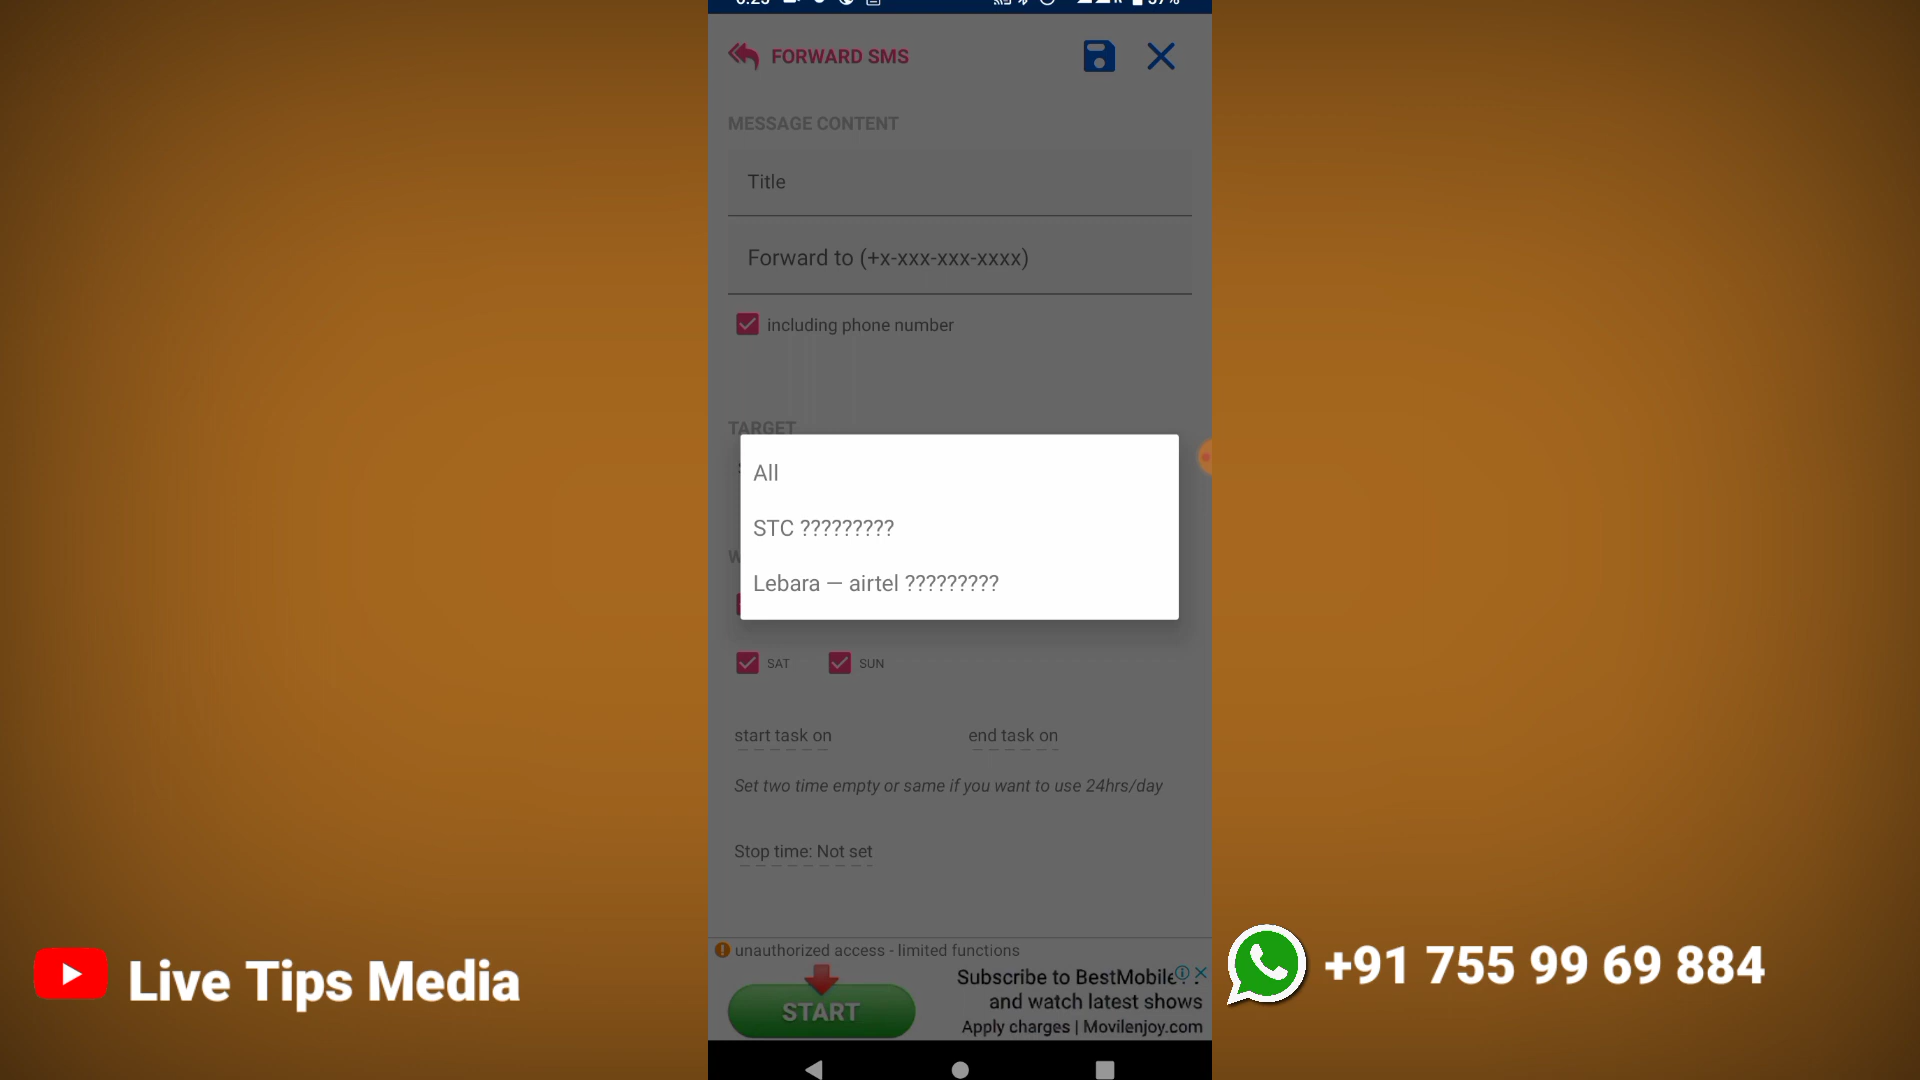 FORWARD SMS
MESSAGE CONTENT
Title
Forward to (+x-xxx-xxx-xxxx)
including phone number
TARGET
All
STC ?????????
Lebara — airtel ?????????
SAT SUN
start task on end task on
Set two time empty or same if you want to use 24hrs/day
Stop time: Not set
unauthorized access - limited functions
START
Subscribe to BestMobile
and watch latest shows
Apply charges | Movilenjoy.com
Live Tips Media
+91 755 99 69 884